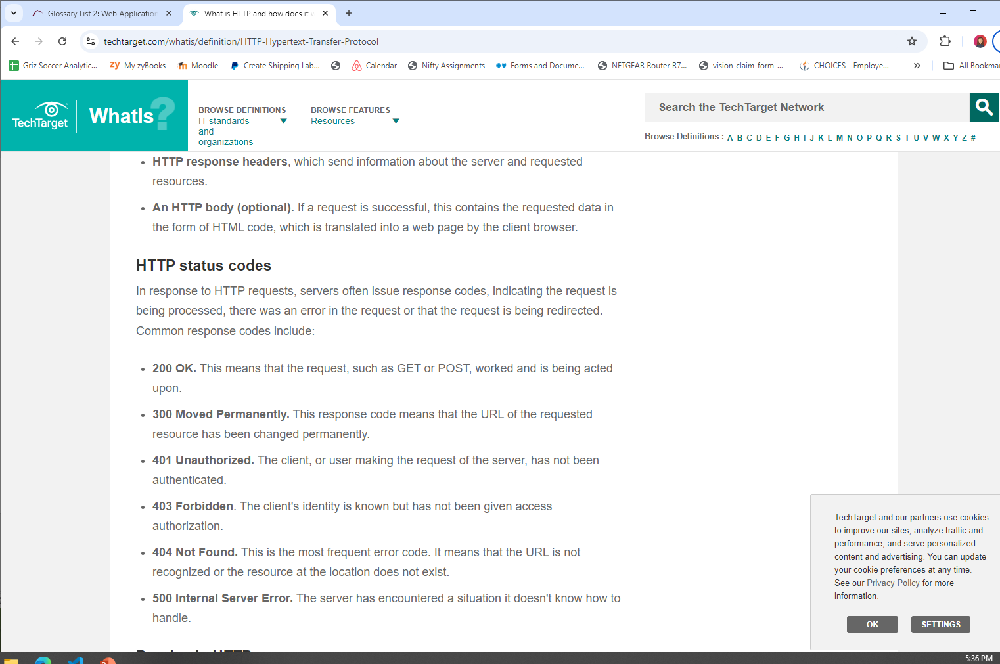 Glossary List 2: Web Application
What is HTTP and how does it w
techtarget.com/whatis/definition/HTTP-Hypertext-Transfer-Protocol
Griz Soccer Analytic... My zyBooks Moodle Create Shipping Lab... Calendar Nifty Assignments Forms and Docume... NETGEAR Router R7... vision-claim-form-... CHOICES - Employe... » All Bookmar
TechTarget WhatIs?
BROWSE DEFINITIONS
IT standards
and
organizations
BROWSE FEATURES
Resources
Search the TechTarget Network
Browse Definitions : A B C D E F G H I J K L M N O P Q R S T U V W X Y Z #
• HTTP response headers, which send information about the server and requested
resources.
• An HTTP body (optional). If a request is successful, this contains the requested data in
the form of HTML code, which is translated into a web page by the client browser.
HTTP status codes
In response to HTTP requests, servers often issue response codes, indicating the request is
being processed, there was an error in the request or that the request is being redirected.
Common response codes include:
• 200 OK. This means that the request, such as GET or POST, worked and is being acted
upon.
• 300 Moved Permanently. This response code means that the URL of the requested
resource has been changed permanently.
• 401 Unauthorized. The client, or user making the request of the server, has not been
authenticated.
• 403 Forbidden. The client's identity is known but has not been given access
authorization.
• 404 Not Found. This is the most frequent error code. It means that the URL is not
recognized or the resource at the location does not exist.
• 500 Internal Server Error. The server has encountered a situation it doesn't know how to
handle.
TechTarget and our partners use cookies
to improve our sites, analyze traffic and
performance, and serve personalized
content and advertising. You can update
your cookie preferences at any time.
See our Privacy Policy for more
information.
OK SETTINGS
5:36 PM